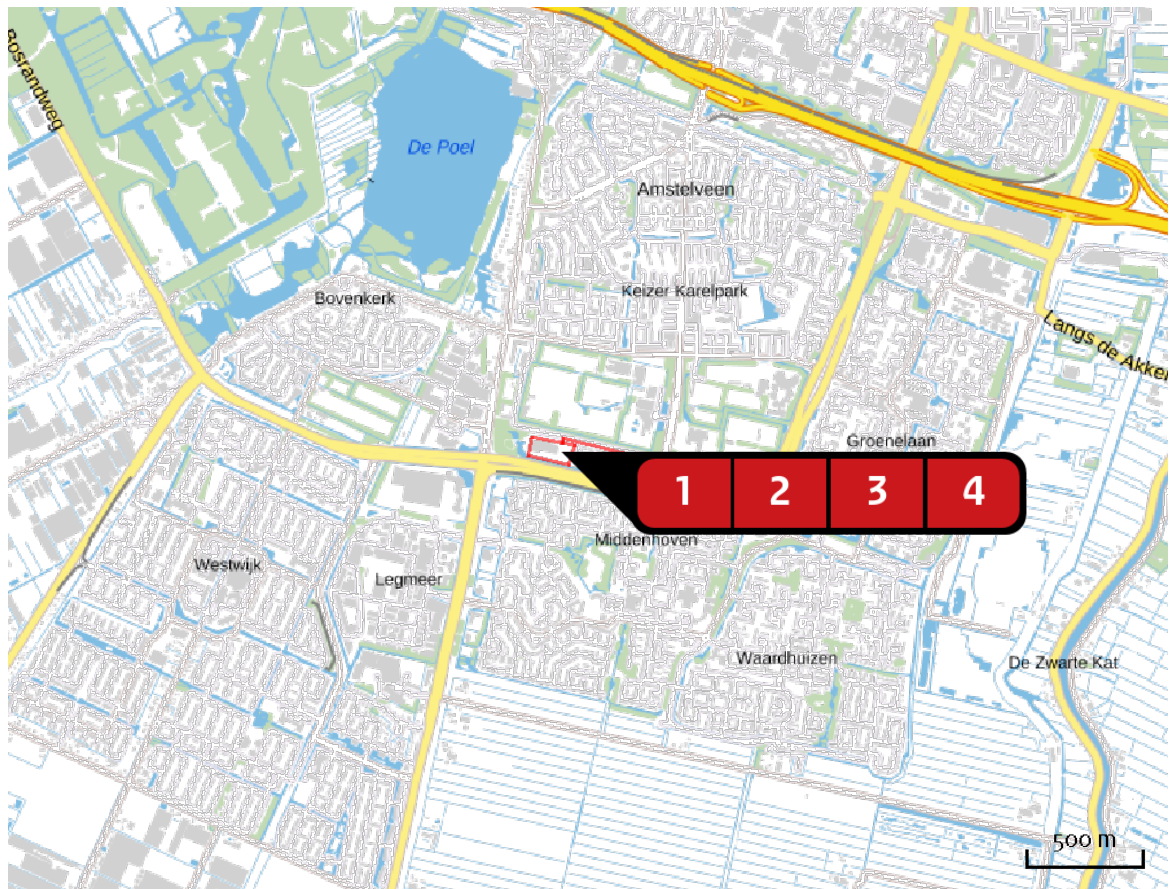 Bosrandweg
De Poel
Amstelveen
Bovenkerk
Keizer Karelpark
Langs de Akker
Groenelaan
1 2 3 4
Middenhoven
Westwijk
Legmeer
Waardhuizen
De Zwarte Kat
500 m